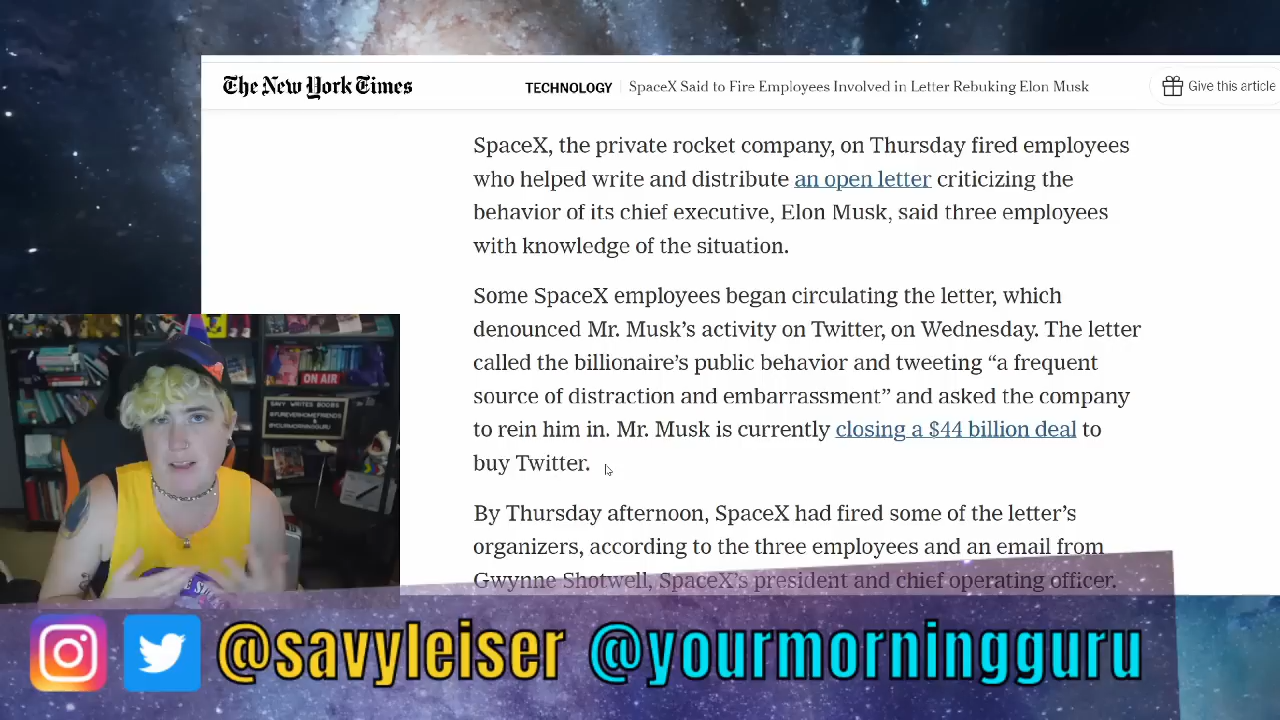 The New York Times
TECHNOLOGY
SpaceX Said to Fire Employees Involved in Letter Rebuking Elon Musk
Give this article
SpaceX, the private rocket company, on Thursday fired employees
who helped write and distribute an open letter criticizing the
behavior of its chief executive, Elon Musk, said three employees
with knowledge of the situation.
Some SpaceX employees began circulating the letter, which
denounced Mr. Musk’s activity on Twitter, on Wednesday. The letter
called the billionaire’s public behavior and tweeting “a frequent
source of distraction and embarrassment” and asked the company
to rein him in. Mr. Musk is currently closing a $44 billion deal to
buy Twitter.
By Thursday afternoon, SpaceX had fired some of the letter’s
organizers, according to the three employees and an email from
Gwynne Shotwell, SpaceX’s president and chief operating officer.
ON AIR
SAVY WRITES BOOKS
@FUREVERHOMEFRIENDS
@YOURMORNINGGURU
@savyleiser @yourmorningguru